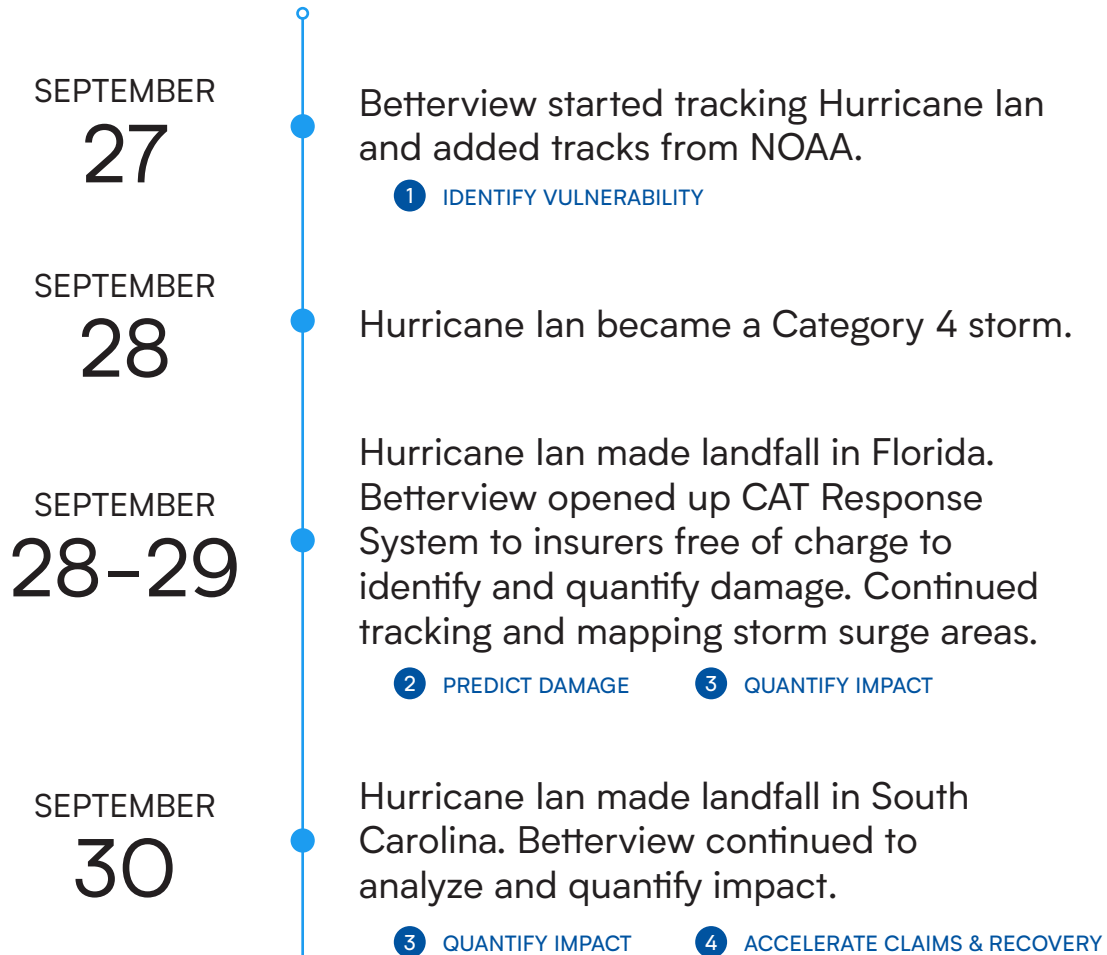 SEPTEMBER
27
Betterview started tracking Hurricane Ian
and added tracks from NOAA.
1 IDENTIFY VULNERABILITY
SEPTEMBER
28
Hurricane Ian became a Category 4 storm.
SEPTEMBER
28–29
Hurricane Ian made landfall in Florida.
Betterview opened up CAT Response
System to insurers free of charge to
identify and quantify damage. Continued
tracking and mapping storm surge areas.
2 PREDICT DAMAGE 3 QUANTIFY IMPACT
SEPTEMBER
30
Hurricane Ian made landfall in South
Carolina. Betterview continued to
analyze and quantify impact.
3 QUANTIFY IMPACT 4 ACCELERATE CLAIMS & RECOVERY